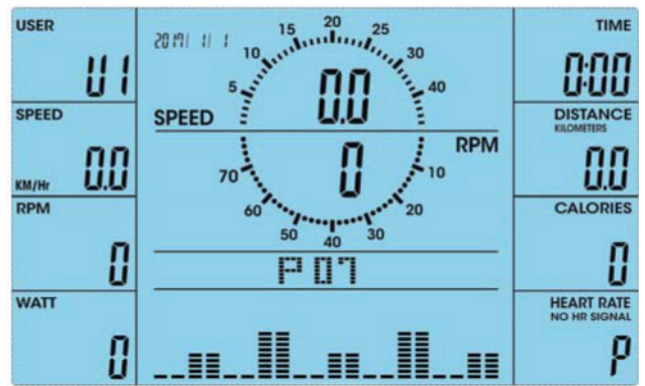 USER
U1
SPEED
KM/Hr 0.0
RPM
0
WATT
0
2017/ 1/ 1
5 10 15 20 25 30 40
SPEED 0.0
RPM 0
70 60 50 40 30 20 10
P 07
TIME
0:00
DISTANCE
KILOMETERS
0.0
CALORIES
0
HEART RATE
NO HR SIGNAL
P